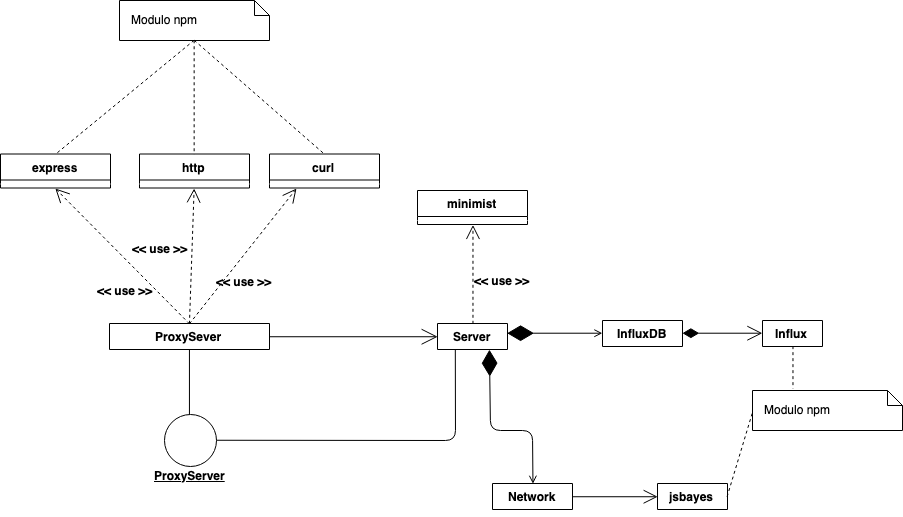 Modulo npm
express
http
curl
minimist
<< use >>
<< use >>
<< use >>
<< use >>
ProxySever
Server
InfluxDB
Influx
Modulo npm
ProxyServer
Network
jsbayes